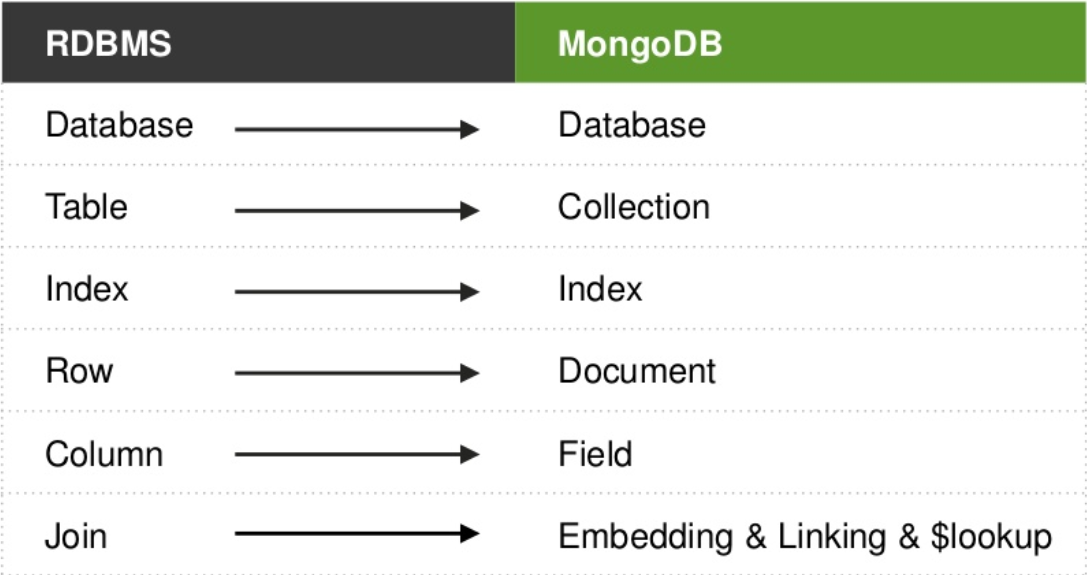 RDBMS MongoDB
Database Database
Table Collection
Index Index
Row Document
Column Field
Join Embedding & Linking & $lookup